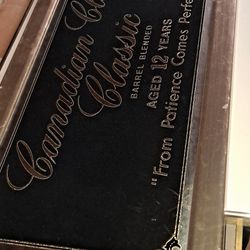 Canadian
Classic
BARREL BLENDED
AGED 12 YEARS
"From Patience Comes